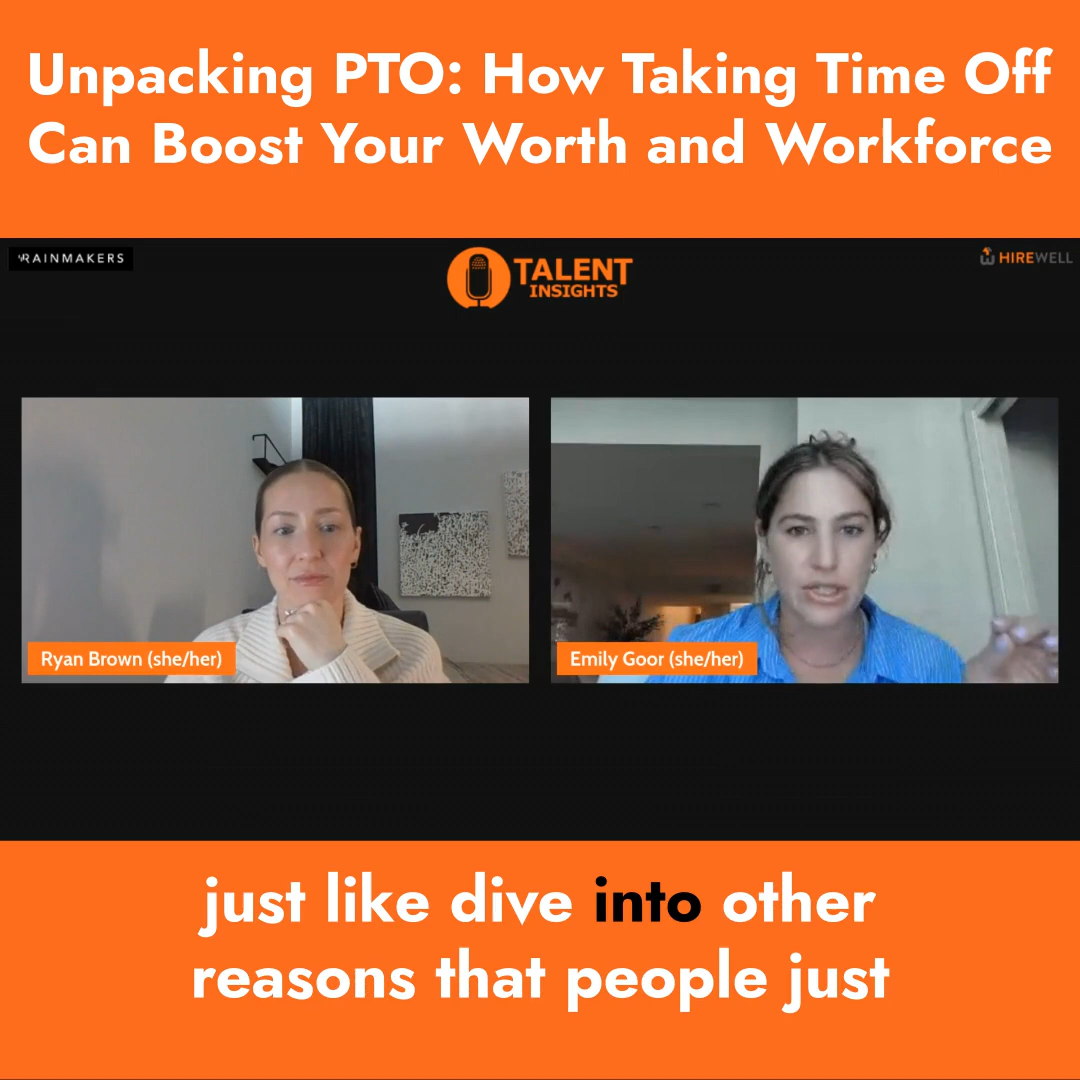 Unpacking PTO: How Taking Time Off
Can Boost Your Worth and Workforce
RAINMAKERS
TALENT
INSIGHTS
HIREWELL
Ryan Brown (she/her)
Emily Goor (she/her)
just like dive into other
reasons that people just